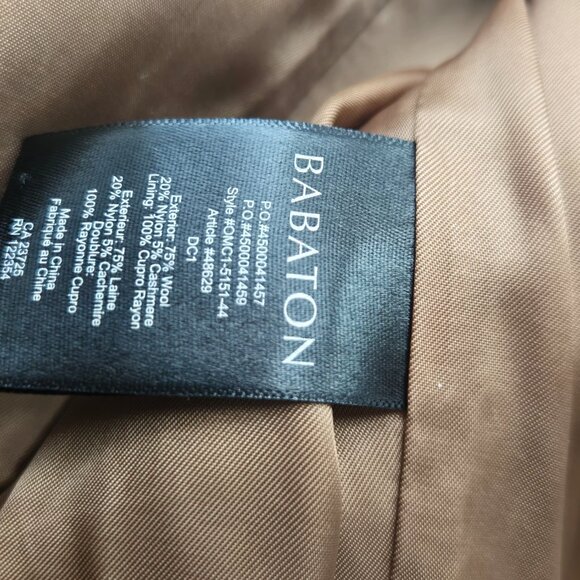 BABATON
P.O.#4500041457
P.O.#4500041459
Style #OMC1-5151-44
Article #48629
DC1
Exterior: 75% Wool
20% Nylon 5% Cashmere
Lining: 100% Cupro Rayon
Exterieur: 75% Laine
20% Nylon 5% Cachemire
Doublure:
100% Rayonne Cupro
Made in China
Fabriqué au Chine
CA 23725
RN 122354